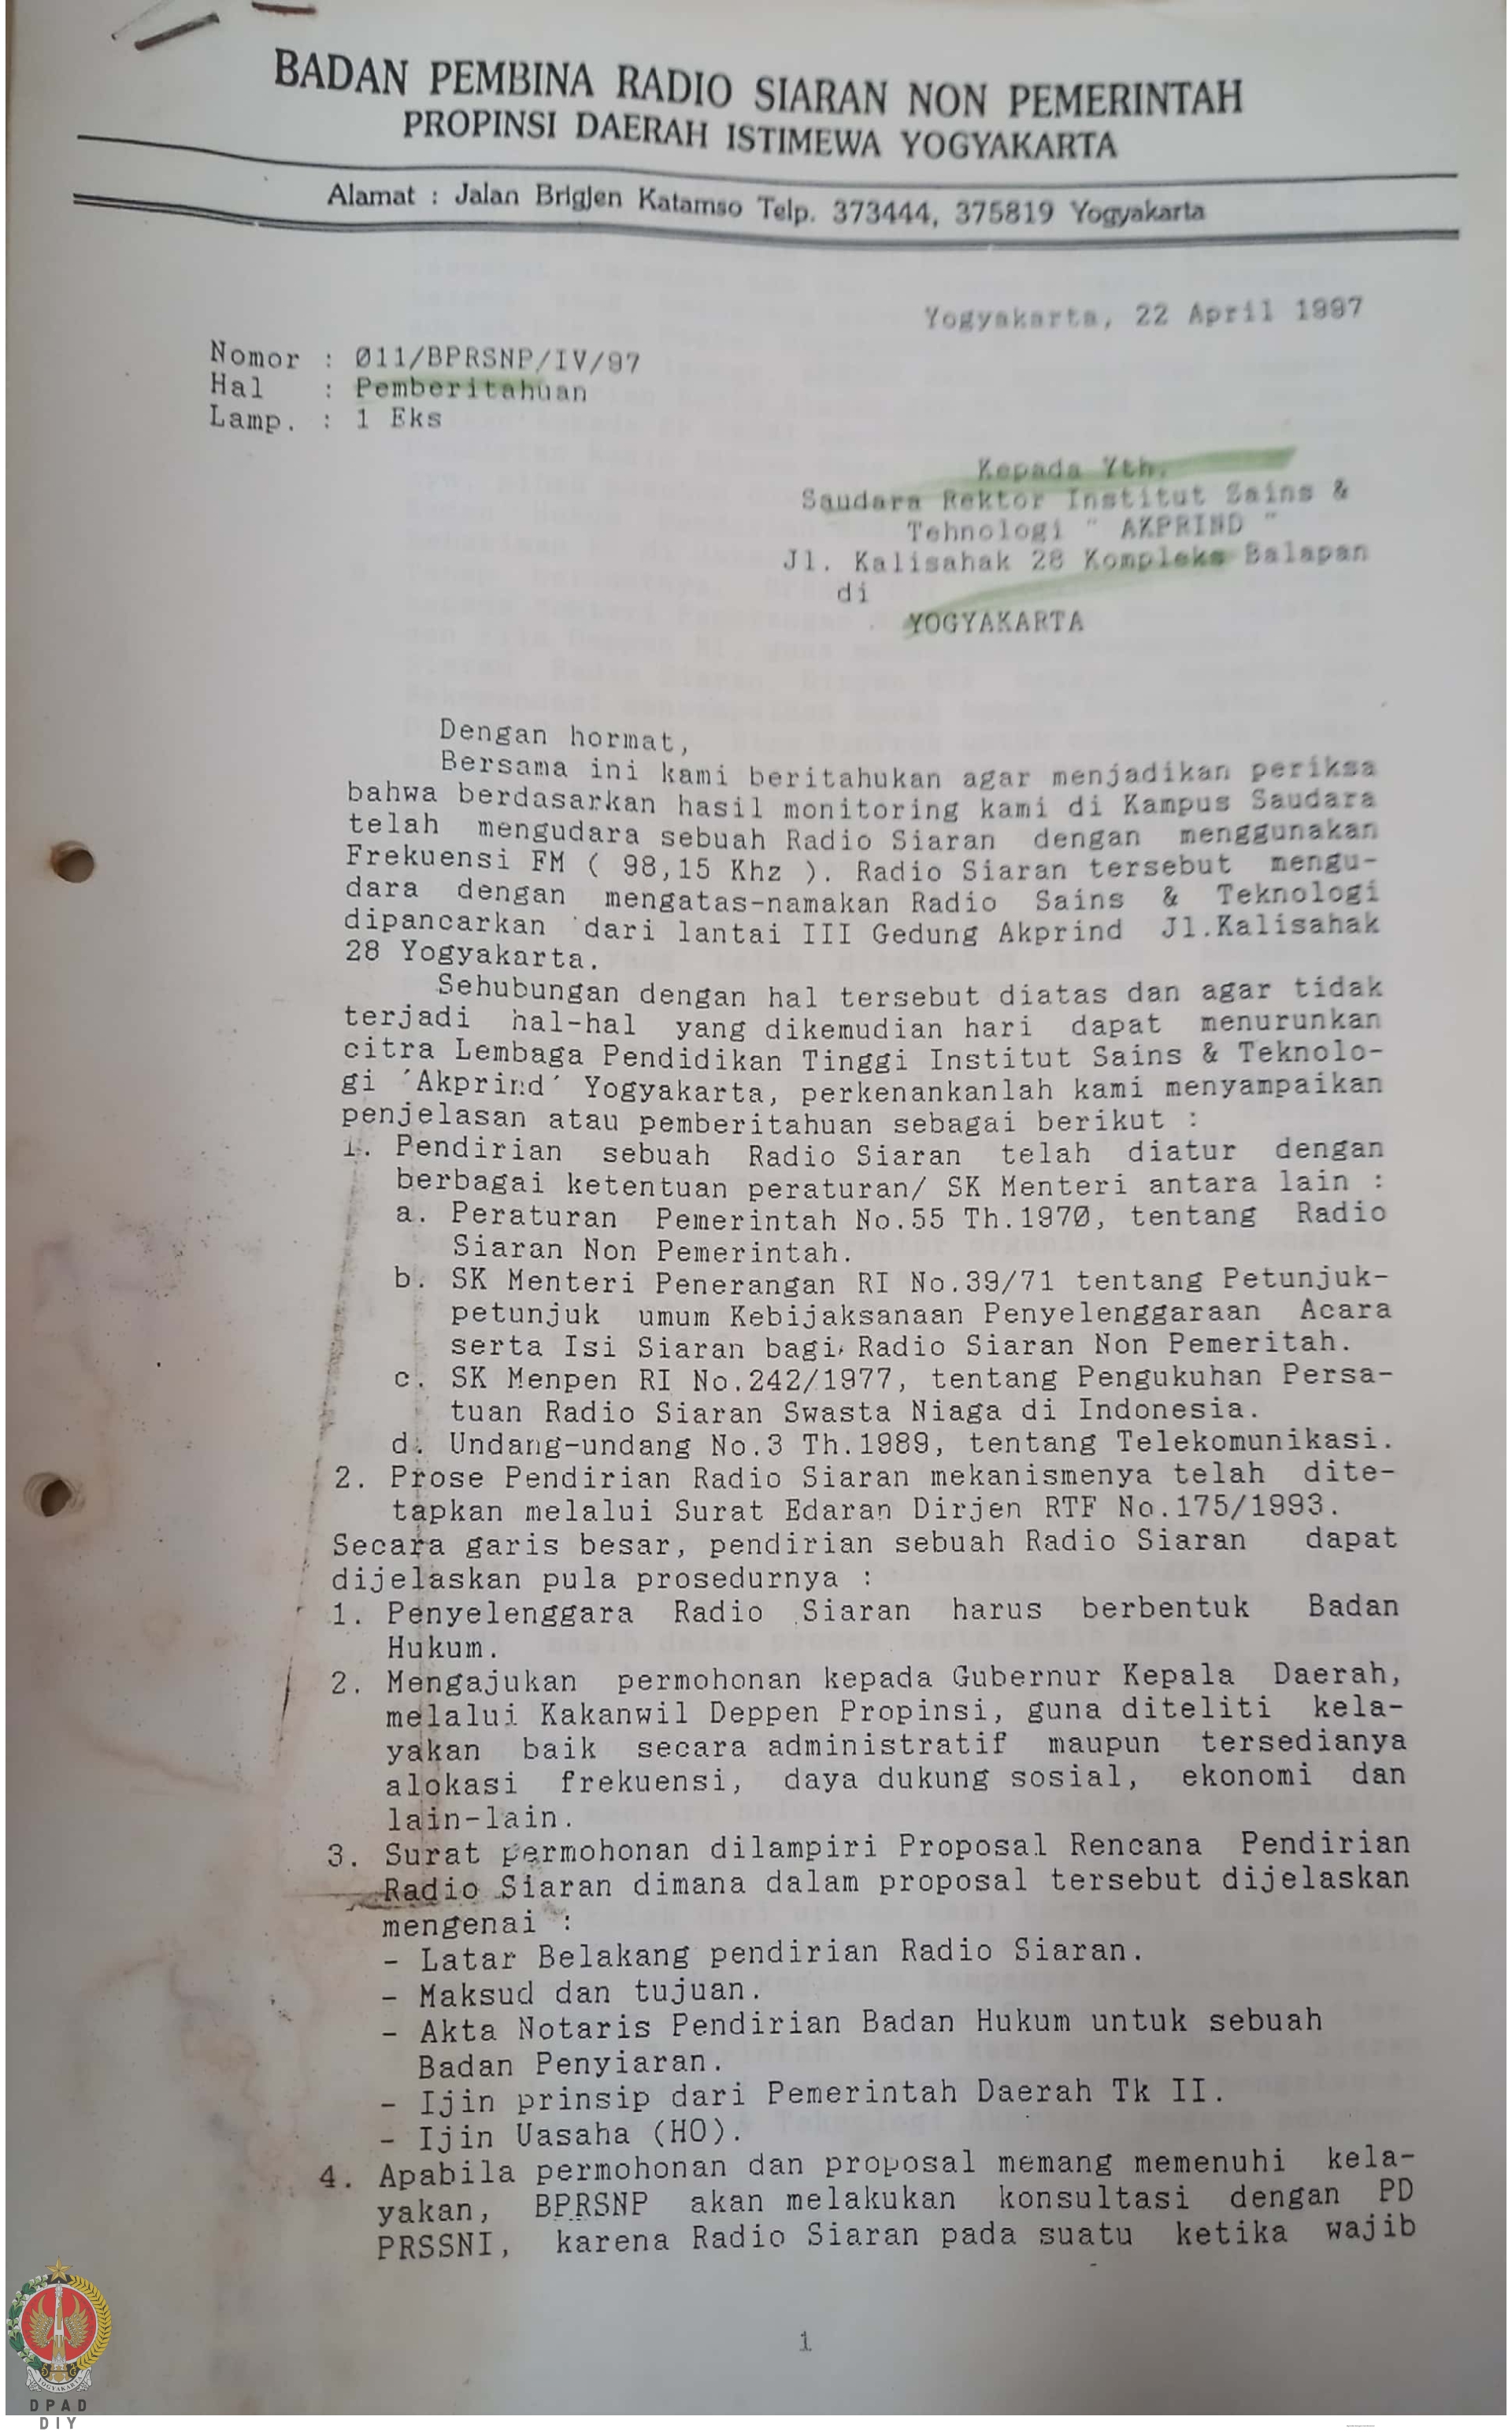 BADAN PEMBINA RADIO SIARAN NON PEMERINTAH
PROPINSI DAERAH ISTIMEWA YOGYAKARTA
Alamat : Jalan Brigjen Katamso Telp. 373444, 375819 Yogyakarta
Yogyakarta, 22 April 1997
Nomor : 011/BPRSNP/IV/97
Hal : Pemberitahuan
Lamp. : 1 Eks
Kepada Yth.
Saudara Rektor Institut Sains &
Tehnologi " AKPRIND "
Jl. Kalisahak 28 Kompleks Balapan
di
YOGYAKARTA
Dengan hormat,
Bersama ini kami beritahukan agar menjadikan periksa
bahwa berdasarkan hasil monitoring kami di Kampus Saudara
telah mengudara sebuah Radio Siaran dengan menggunakan
Frekuensi FM ( 98,15 Khz ). Radio Siaran tersebut mengu-
dara dengan mengatas-namakan Radio Sains & Teknologi
dipancarkan dari lantai III Gedung Akprind Jl.Kalisahak
28 Yogyakarta.
Sehubungan dengan hal tersebut diatas dan agar tidak
terjadi hal-hal yang dikemudian hari dapat menurunkan
citra Lembaga Pendidikan Tinggi Institut Sains & Teknolo-
gi 'Akprind' Yogyakarta, perkenankanlah kami menyampaikan
penjelasan atau pemberitahuan sebagai berikut :
1. Pendirian sebuah Radio Siaran telah diatur dengan
berbagai ketentuan peraturan/ SK Menteri antara lain :
a. Peraturan Pemerintah No.55 Th.1970, tentang Radio
Siaran Non Pemerintah.
b. SK Menteri Penerangan RI No.39/71 tentang Petunjuk-
petunjuk umum Kebijaksanaan Penyelenggaraan Acara
serta Isi Siaran bagi Radio Siaran Non Pemeritah.
c. SK Menpen RI No.242/1977, tentang Pengukuhan Persa-
tuan Radio Siaran Swasta Niaga di Indonesia.
d. Undang-undang No.3 Th.1989, tentang Telekomunikasi.
2. Prose Pendirian Radio Siaran mekanismenya telah dite-
tapkan melalui Surat Edaran Dirjen RTF No.175/1993.
Secara garis besar, pendirian sebuah Radio Siaran dapat
dijelaskan pula prosedurnya :
1. Penyelenggara Radio Siaran harus berbentuk Badan
Hukum.
2. Mengajukan permohonan kepada Gubernur Kepala Daerah,
melalui Kakanwil Deppen Propinsi, guna diteliti kela-
yakan baik secara administratif maupun tersedianya
alokasi frekuensi, daya dukung sosial, ekonomi dan
lain-lain.
3. Surat permohonan dilampiri Proposal Rencana Pendirian
Radio Siaran dimana dalam proposal tersebut dijelaskan
mengenai :
- Latar Belakang pendirian Radio Siaran.
- Maksud dan tujuan.
- Akta Notaris Pendirian Badan Hukum untuk sebuah
Badan Penyiaran.
- Ijin prinsip dari Pemerintah Daerah Tk II.
- Ijin Uasaha (HO).
4. Apabila permohonan dan proposal memang memenuhi kela-
yakan, BPRSNP akan melakukan konsultasi dengan PD
PRSSNI, karena Radio Siaran pada suatu ketika wajib
1
YOGYAKARTA
DPAD
DIY